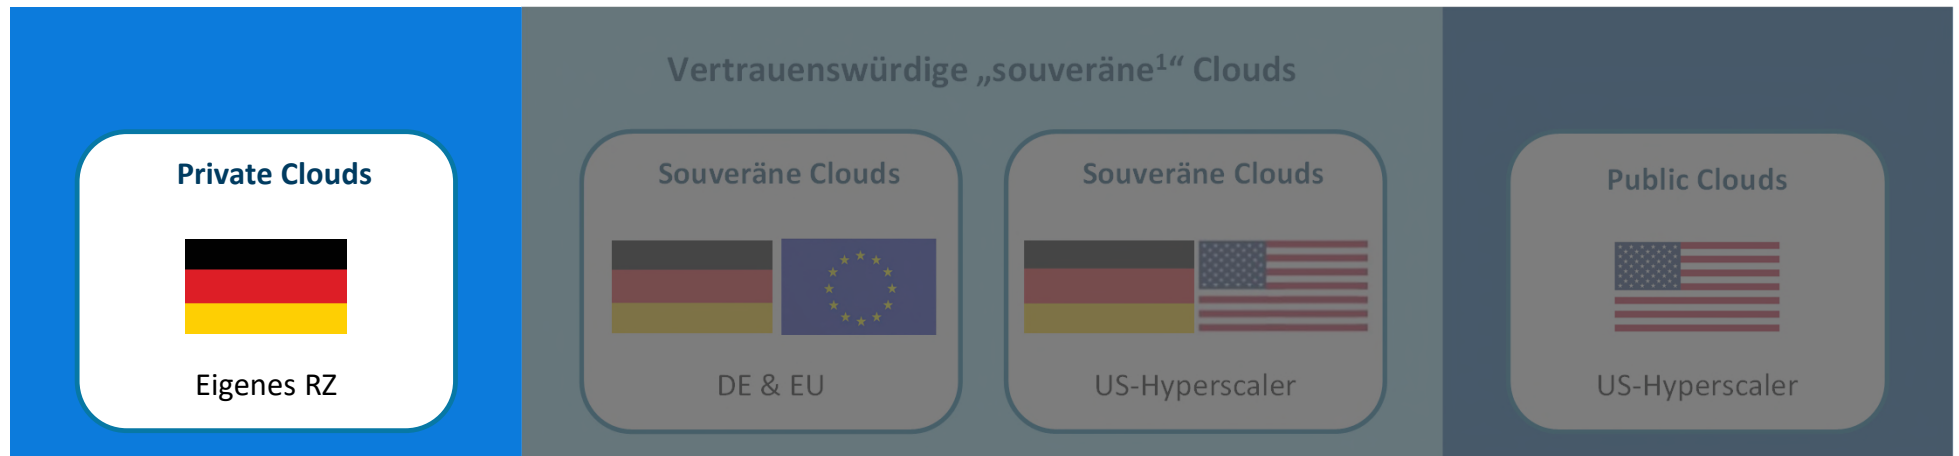 Vertrauenswürdige „souveräne¹“ Clouds
Private Clouds
Eigenes RZ
Souveräne Clouds
DE & EU
Souveräne Clouds
US-Hyperscaler
Public Clouds
US-Hyperscaler